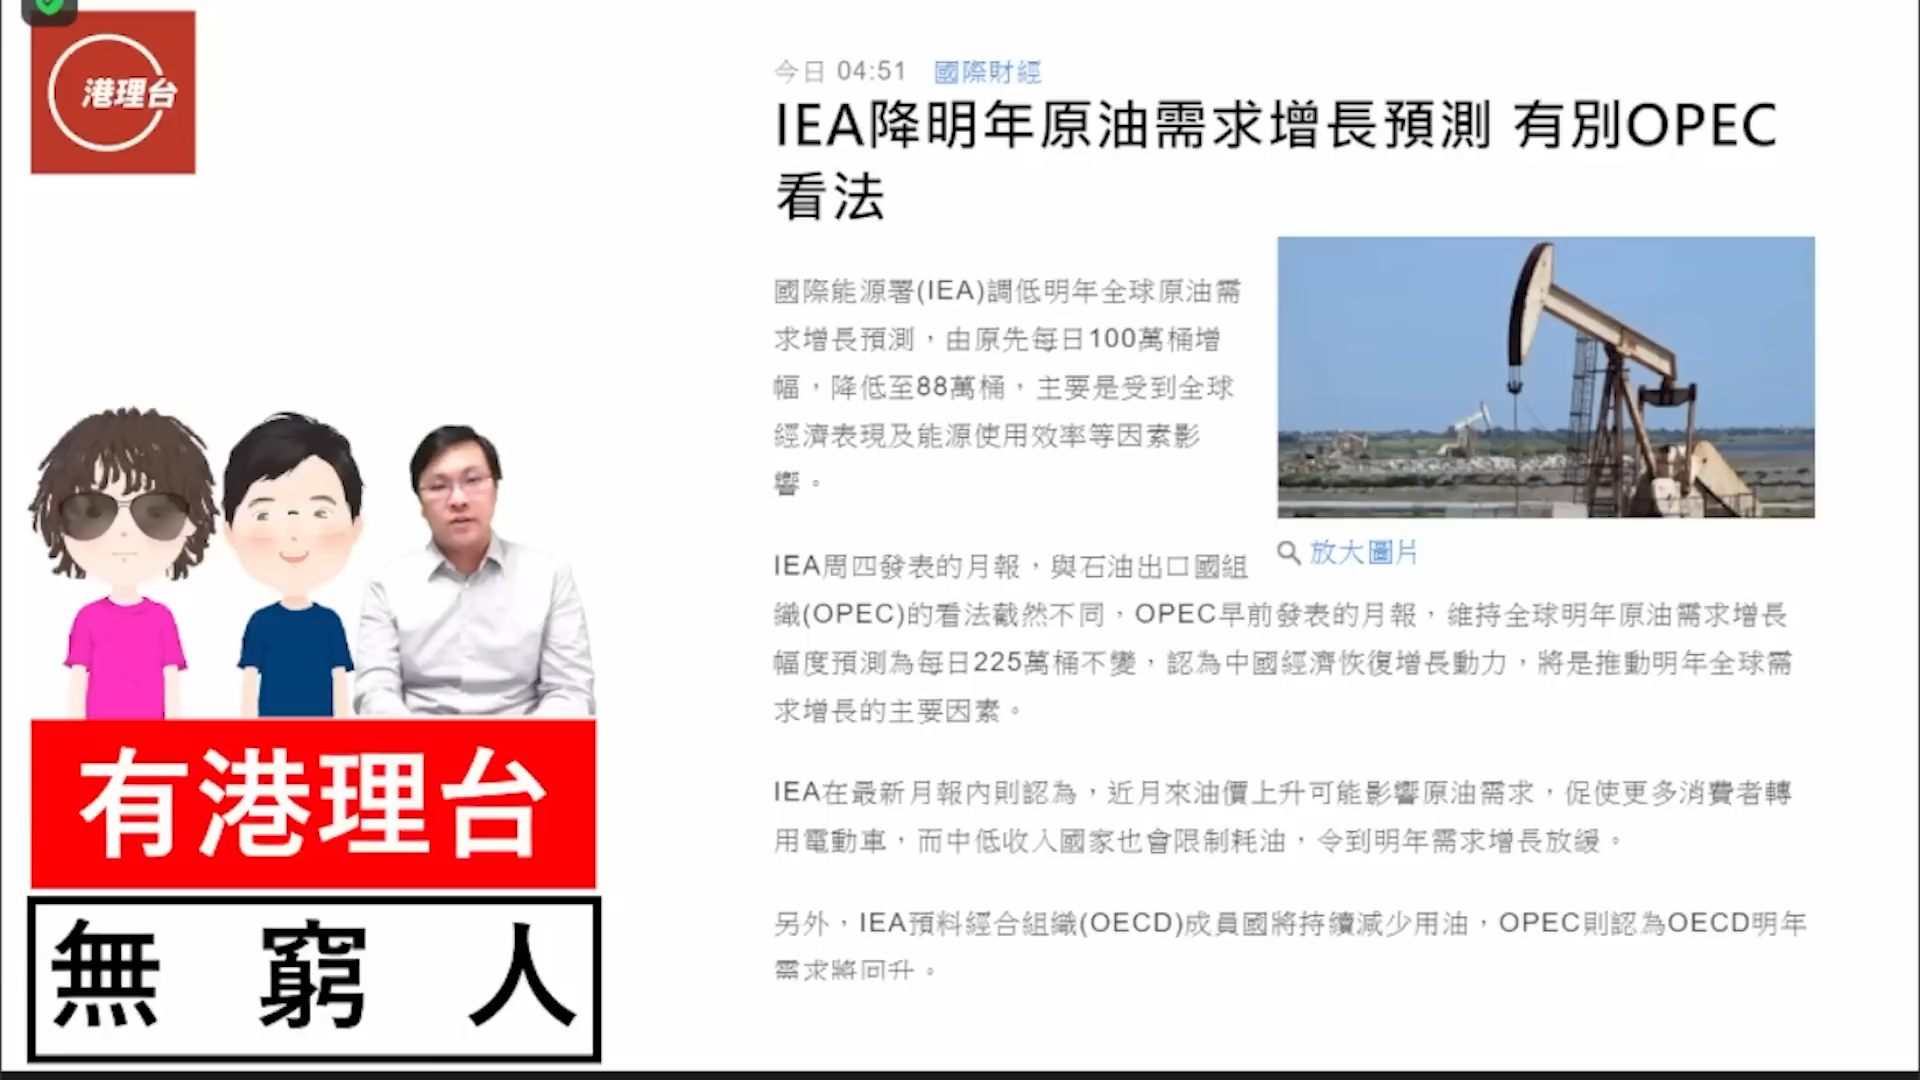 港理台
今日 04:51 國際財經
IEA降明年原油需求增長預測 有別OPEC
看法
國際能源署(IEA)調低明年全球原油需
求增長預測，由原先每日100萬桶增
幅，降低至88萬桶，主要是受到全球
經濟表現及能源使用效率等因素影
響。
放大圖片
IEA周四發表的月報，與石油出口國組
織(OPEC)的看法截然不同，OPEC早前發表的月報，維持全球明年原油需求增長
幅度預測為每日225萬桶不變，認為中國經濟恢復增長動力，將是推動明年全球需
求增長的主要因素。
IEA在最新月報內則認為，近月來油價上升可能影響原油需求，促使更多消費者轉
用電動車，而中低收入國家也會限制耗油，令到明年需求增長放緩。
另外，IEA預料經合組織(OECD)成員國將持續減少用油，OPEC則認為OECD明年
需求將回升。
有港理台
無窮人